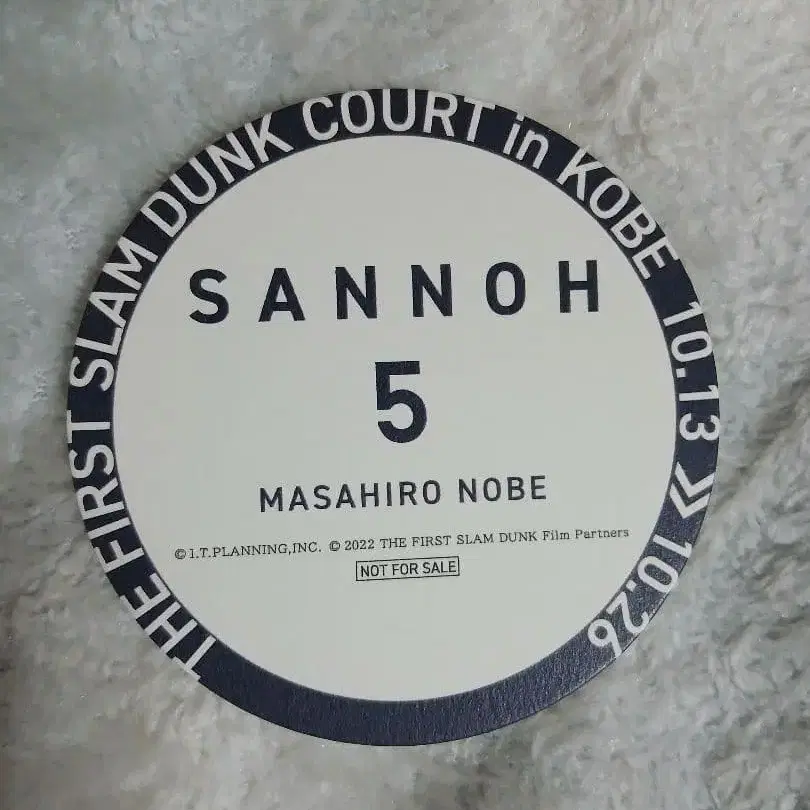 THE FIRST SLAM DUNK COURT in KOBE 10.13 » 10.26
SANNOH
5
MASAHIRO NOBE
© I.T.PLANNING,INC. © 2022 THE FIRST SLAM DUNK Film Partners
NOT FOR SALE